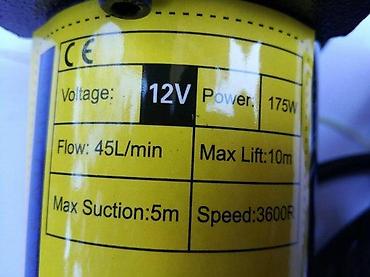 CE
Voltage: 12V Power: 175W
Flow: 45L/min Max Lift:10m
Max Suction:5m Speed:3600R